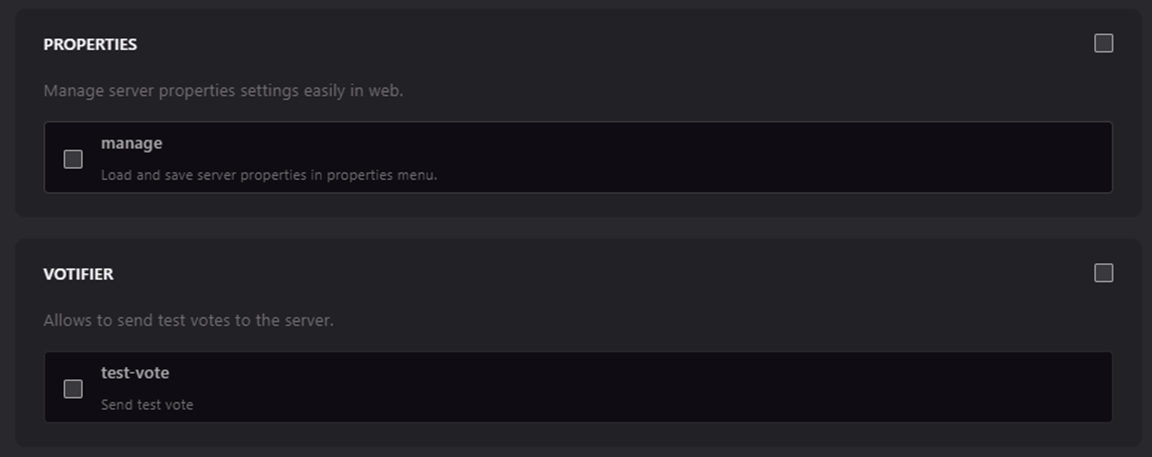 PROPERTIES
Manage server properties settings easily in web.
manage
Load and save server properties in properties menu.
VOTIFIER
Allows to send test votes to the server.
test-vote
Send test vote